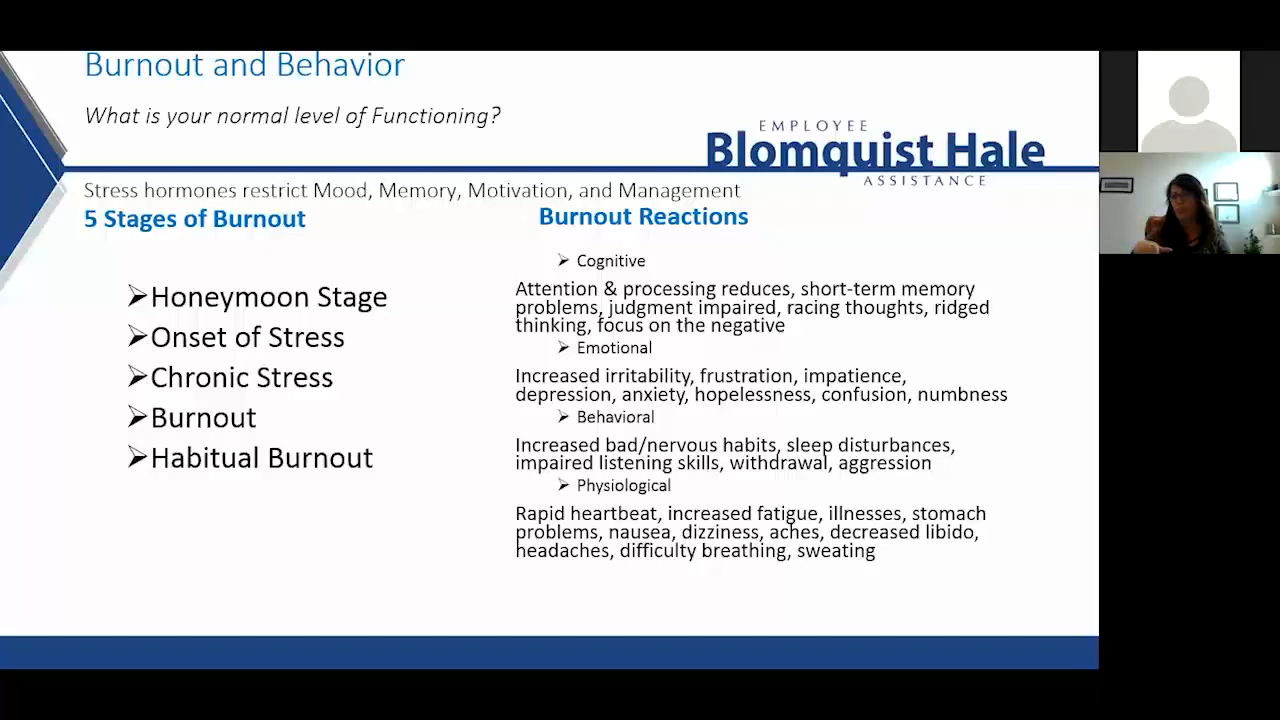 Burnout and Behavior
What is your normal level of Functioning?
EMPLOYEE
Blomquist Hale
ASSISTANCE
Stress hormones restrict Mood, Memory, Motivation, and Management
5 Stages of Burnout
Honeymoon Stage
Onset of Stress
Chronic Stress
Burnout
Habitual Burnout
Burnout Reactions
Cognitive
Attention & processing reduces, short-term memory
problems, judgment impaired, racing thoughts, ridged
thinking, focus on the negative
Emotional
Increased irritability, frustration, impatience,
depression, anxiety, hopelessness, confusion, numbness
Behavioral
Increased bad/nervous habits, sleep disturbances,
impaired listening skills, withdrawal, aggression
Physiological
Rapid heartbeat, increased fatigue, illnesses, stomach
problems, nausea, dizziness, aches, decreased libido,
headaches, difficulty breathing, sweating